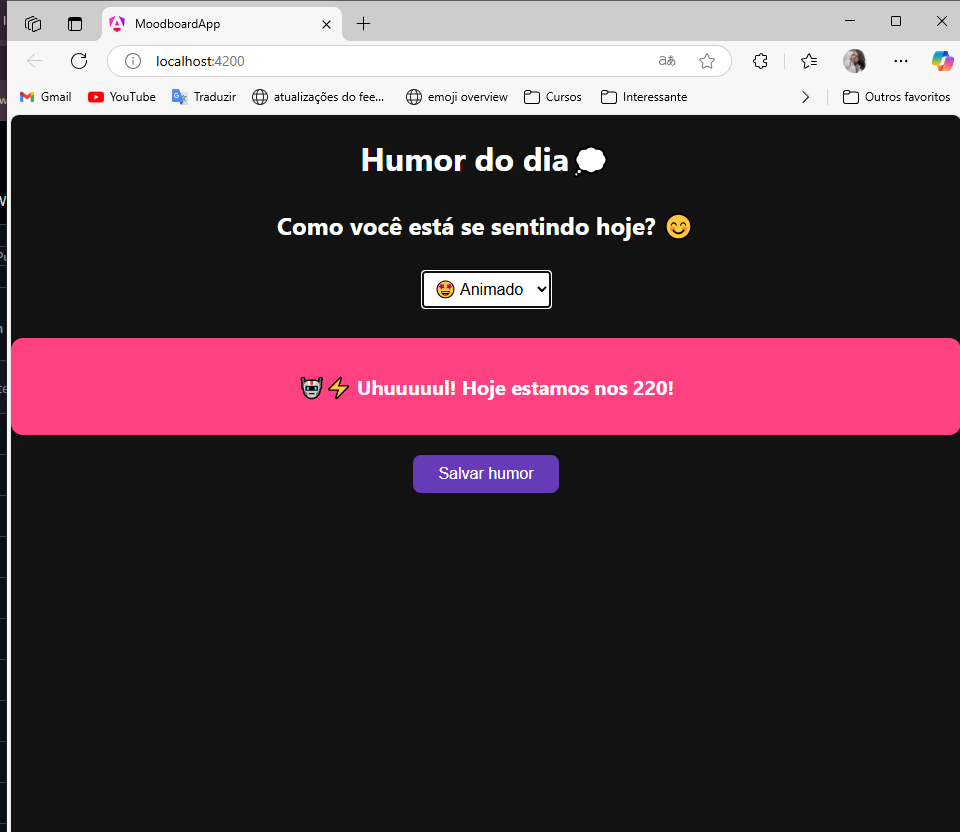 MoodboardApp
localhost:4200
Gmail YouTube Traduzir atualizações do fee... emoji overview Cursos Interessante Outros favoritos
Humor do dia💭
Como você está se sentindo hoje? 😊
🤩 Animado
🤖⚡ Uhuuuuul! Hoje estamos nos 220!
Salvar humor